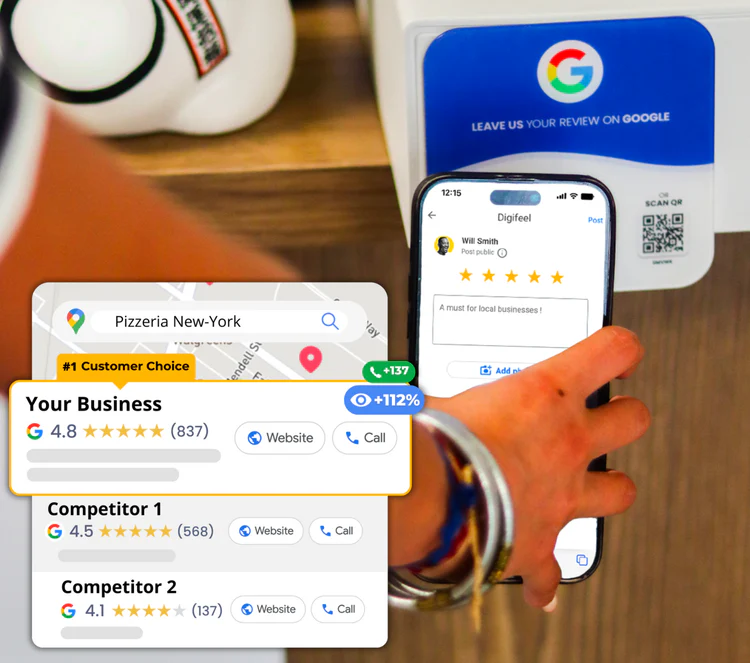 LEAVE US YOUR REVIEW ON GOOGLE
OR
SCAN QR
12:15
Digifeel
Post
Will Smith
Post public
A must for local businesses !
Pizzeria New-York
Walgreens
#1 Customer Choice
+137
+112%
Your Business
4.8 (837)
Website
Call
Competitor 1
4.5 (568)
Website
Call
Competitor 2
4.1 (137)
Website
Call